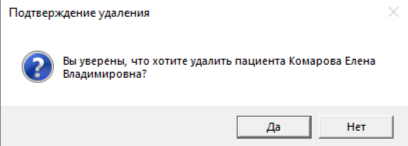 Подтверждение удаления
Вы уверены, что хотите удалить пациента Комарова Елена
Владимировна?
Да
Нет